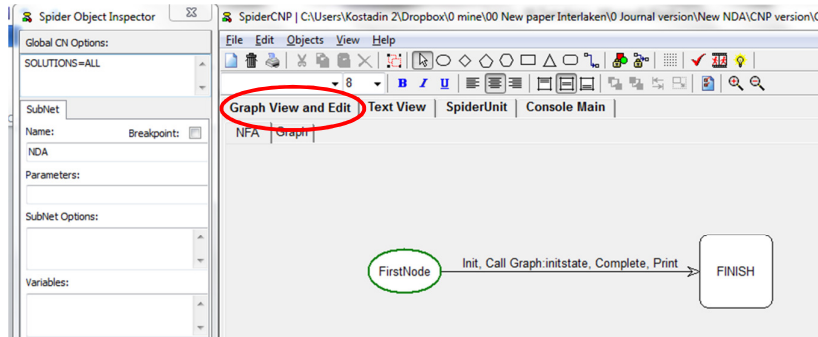 Spider Object Inspector
Global CN Options:
SOLUTIONS=ALL
SubNet
Name: Breakpoint:
NDA
Parameters:
SubNet Options:
Variables:
SpiderCNP | C:\Users\Kostadin 2\Dropbox\0 mine\00 New paper Interlaken\0 Journal version\New NDA\CNP version\
File Edit Objects View Help
8 B I U
Graph View and Edit Text View SpiderUnit Console Main
NFA Graph
FirstNode Init, Call Graph:initstate, Complete, Print FINISH